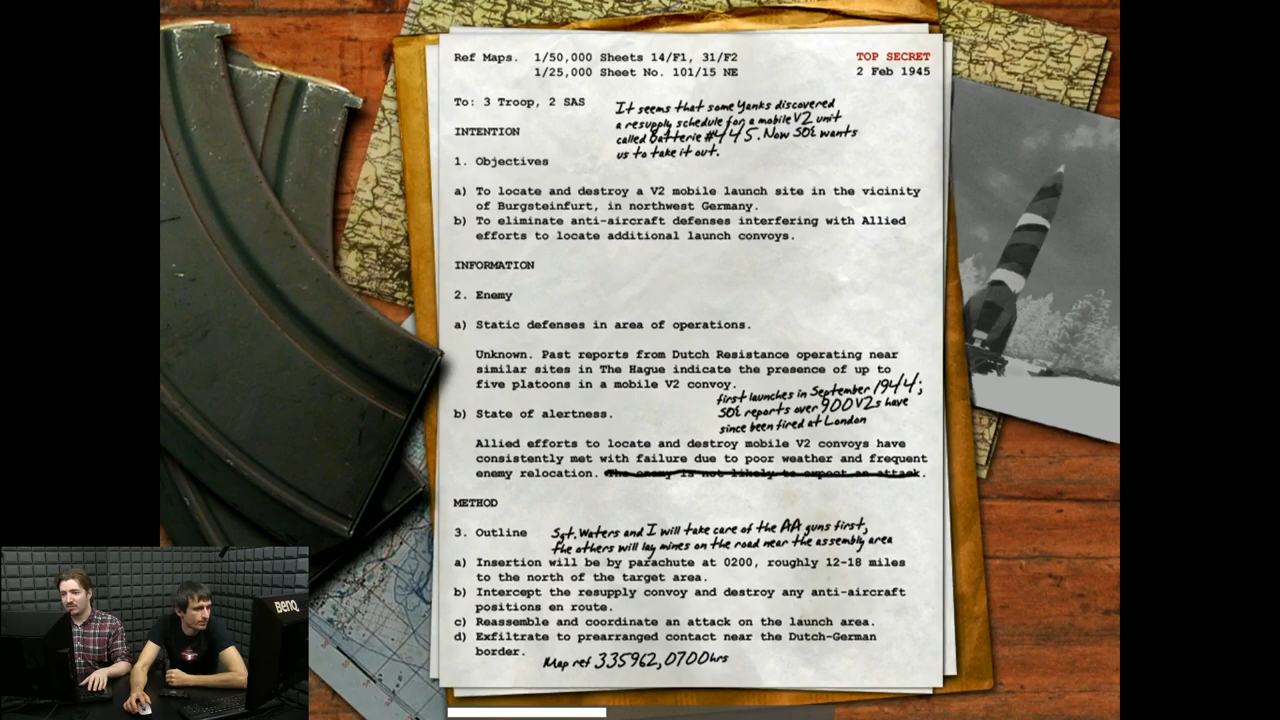 Ref Maps. 1/50,000 Sheets 14/F1, 31/F2
1/25,000 Sheet No. 101/15 NE
TOP SECRET
2 Feb 1945
To: 3 Troop, 2 SAS
It seems that some Yanks discovered
a resupply schedule for a mobile V2 unit
called Batterie #445. Now SOE wants
us to take it out.
INTENTION
1. Objectives
a) To locate and destroy a V2 mobile launch site in the vicinity
of Burgsteinfurt, in northwest Germany.
b) To eliminate anti-aircraft defenses interfering with Allied
efforts to locate additional launch convoys.
INFORMATION
2. Enemy
a) Static defenses in area of operations.
Unknown. Past reports from Dutch Resistance operating near
similar sites in The Hague indicate the presence of up to
five platoons in a mobile V2 convoy.
first launches in September 1944;
SOE reports over 900 V2s have
since been fired at London
b) State of alertness.
Allied efforts to locate and destroy mobile V2 convoys have
consistently met with failure due to poor weather and frequent
enemy relocation. The enemy is not likely to expect an attack.
METHOD
3. Outline
Sgt. Waters and I will take care of the AA guns first,
the others will lay mines on the road near the assembly area
a) Insertion will be by parachute at 0200, roughly 12-18 miles
to the north of the target area.
b) Intercept the resupply convoy and destroy any anti-aircraft
positions en route.
c) Reassemble and coordinate an attack on the launch area.
d) Exfiltrate to prearranged contact near the Dutch-German
border.
Map ref 335962, 0700hrs
BenQ